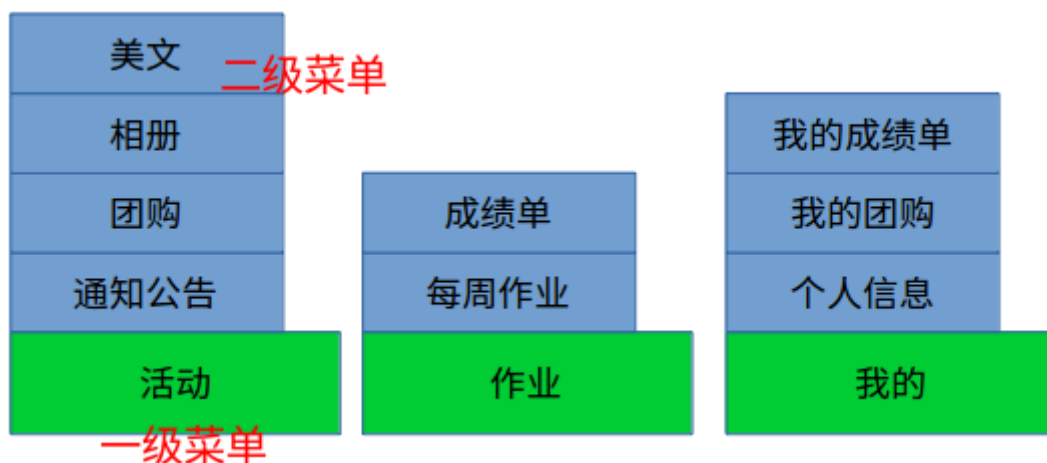 美文
二级菜单
相册
我的成绩单
团购
成绩单
我的团购
通知公告
每周作业
个人信息
活动
作业
我的
一级菜单